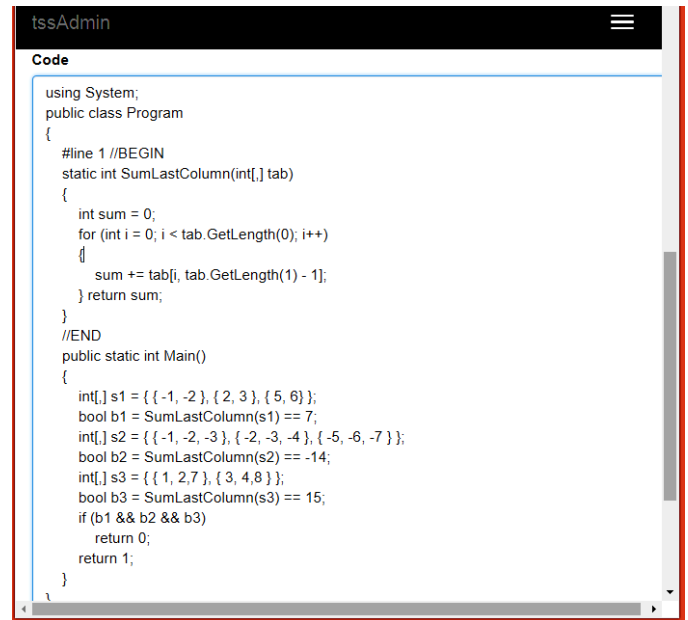 tssAdmin
Code
using System;
public class Program
{
#line 1 //BEGIN
static int SumLastColumn(int[,] tab)
{
int sum = 0;
for (int i = 0; i < tab.GetLength(0); i++)
{
sum += tab[i, tab.GetLength(1) - 1];
} return sum;
}
//END
public static int Main()
{
int[,] s1 = { { -1, -2 }, { 2, 3 }, { 5, 6} };
bool b1 = SumLastColumn(s1) == 7;
int[,] s2 = { { -1, -2, -3 }, { -2, -3, -4 }, { -5, -6, -7 } };
bool b2 = SumLastColumn(s2) == -14;
int[,] s3 = { { 1, 2,7 }, { 3, 4,8 } };
bool b3 = SumLastColumn(s3) == 15;
if (b1 && b2 && b3)
return 0;
return 1;
}
}